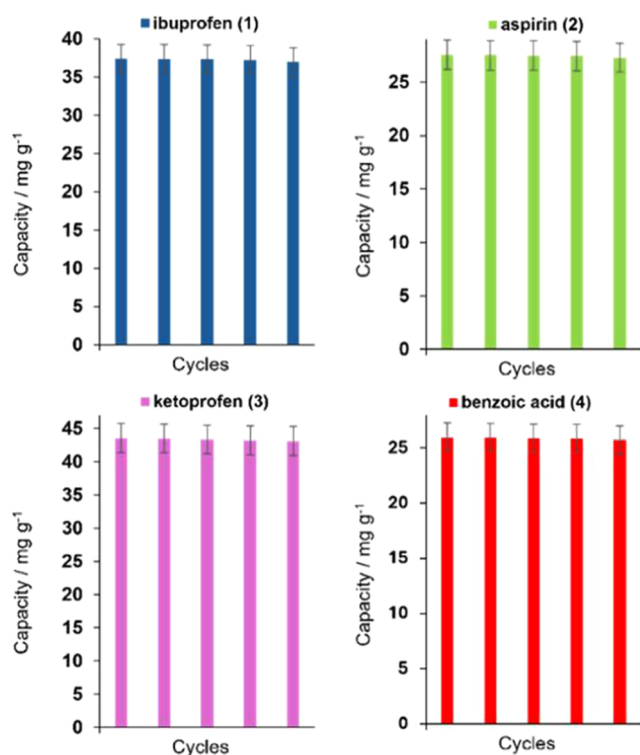 ibuprofen (1)
Capacity / mg g⁻¹
40
35
30
25
20
15
10
5
0
Cycles
aspirin (2)
Capacity / mg g⁻¹
25
20
15
10
5
0
Cycles
ketoprofen (3)
Capacity / mg g⁻¹
45
40
35
30
25
20
15
10
5
0
Cycles
benzoic acid (4)
Capacity / mg g⁻¹
25
20
15
10
5
0
Cycles